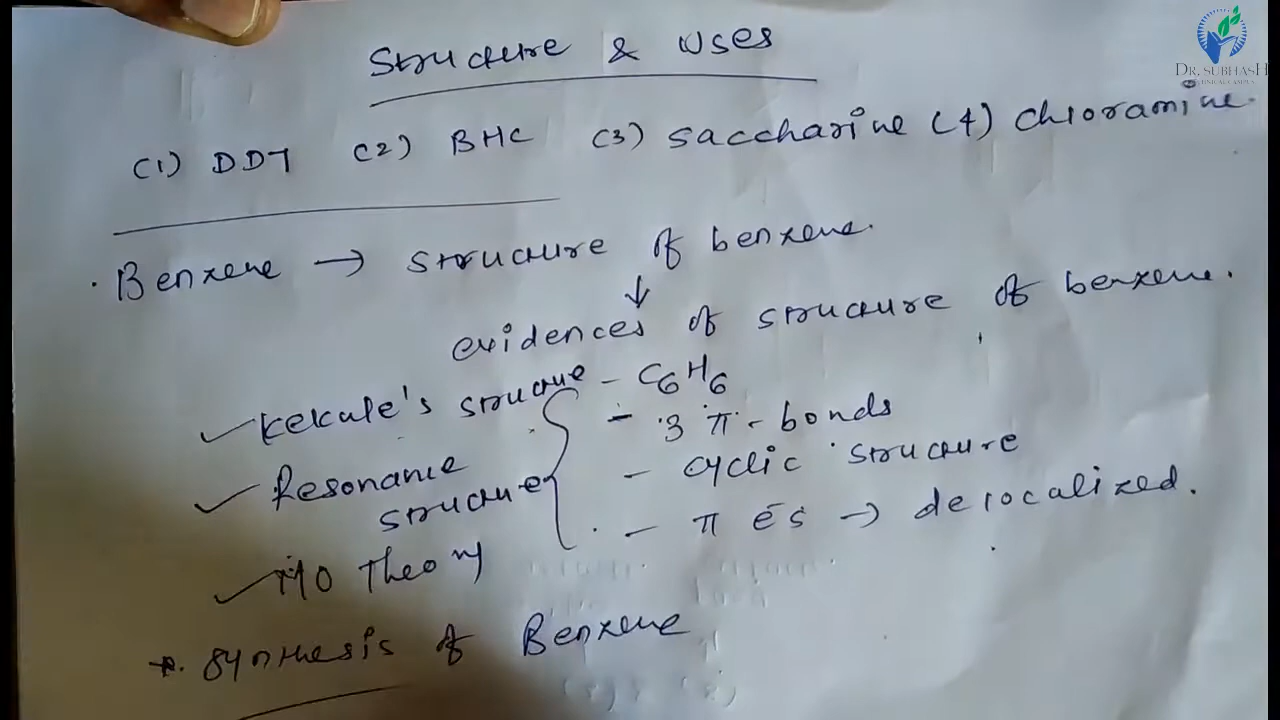 Structure & Uses
DR. SUBHASH
(1) DDT (2) BHC (3) Saccharine (4) Chloramine.
. Benzene → structure of benzene.
↓
evidences of structure of benzene.
✓ Kekule's structure - C6H6
- 3 π - bonds
✓ Resonance structure - cyclic structure
- π es → delocalized.
✓ MO Theory
*. Synthesis of Benzene